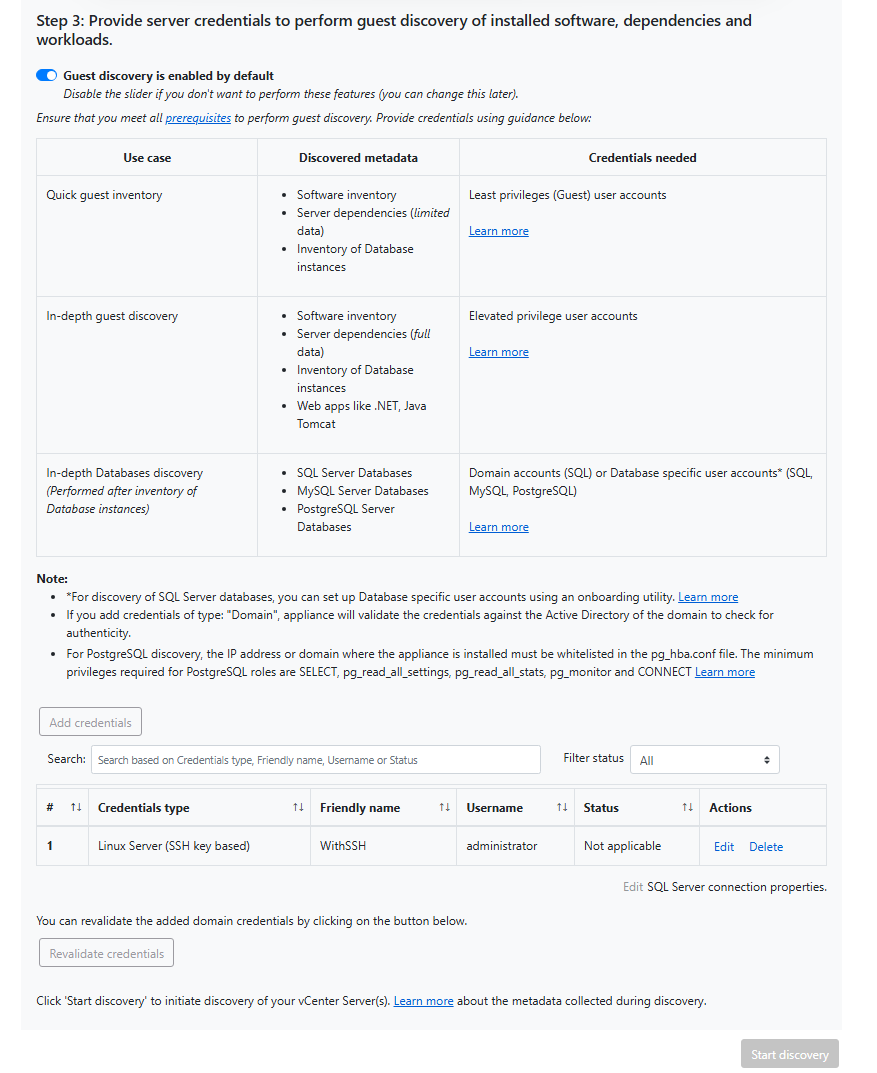 Step 3: Provide server credentials to perform guest discovery of installed software, dependencies and
workloads.
Guest discovery is enabled by default
Disable the slider if you don't want to perform these features (you can change this later).
Ensure that you meet all prerequisites to perform guest discovery. Provide credentials using guidance below:
Use case
Discovered metadata
Credentials needed
Quick guest inventory
• Software inventory
• Server dependencies (limited
data)
• Inventory of Database
instances
Least privileges (Guest) user accounts
Learn more
In-depth guest discovery
• Software inventory
• Server dependencies (full
data)
• Inventory of Database
instances
• Web apps like .NET, Java
Tomcat
Elevated privilege user accounts
Learn more
In-depth Databases discovery
(Performed after inventory of
Database instances)
• SQL Server Databases
• MySQL Server Databases
• PostgreSQL Server
Databases
Domain accounts (SQL) or Database specific user accounts* (SQL,
MySQL, PostgreSQL)
Learn more
Note:
• *For discovery of SQL Server databases, you can set up Database specific user accounts using an onboarding utility. Learn more
• If you add credentials of type: "Domain", appliance will validate the credentials against the Active Directory of the domain to check for
authenticity.
• For PostgreSQL discovery, the IP address or domain where the appliance is installed must be whitelisted in the pg_hba.conf file. The minimum
privileges required for PostgreSQL roles are SELECT, pg_read_all_settings, pg_read_all_stats, pg_monitor and CONNECT Learn more
Add credentials
Search: Search based on Credentials type, Friendly name, Username or Status Filter status All
# ↑↓ Credentials type ↑↓ Friendly name ↑↓ Username ↑↓ Status ↑↓ Actions
1 Linux Server (SSH key based) WithSSH administrator Not applicable Edit Delete
Edit SQL Server connection properties.
You can revalidate the added domain credentials by clicking on the button below.
Revalidate credentials
Click 'Start discovery' to initiate discovery of your vCenter Server(s). Learn more about the metadata collected during discovery.
Start discovery